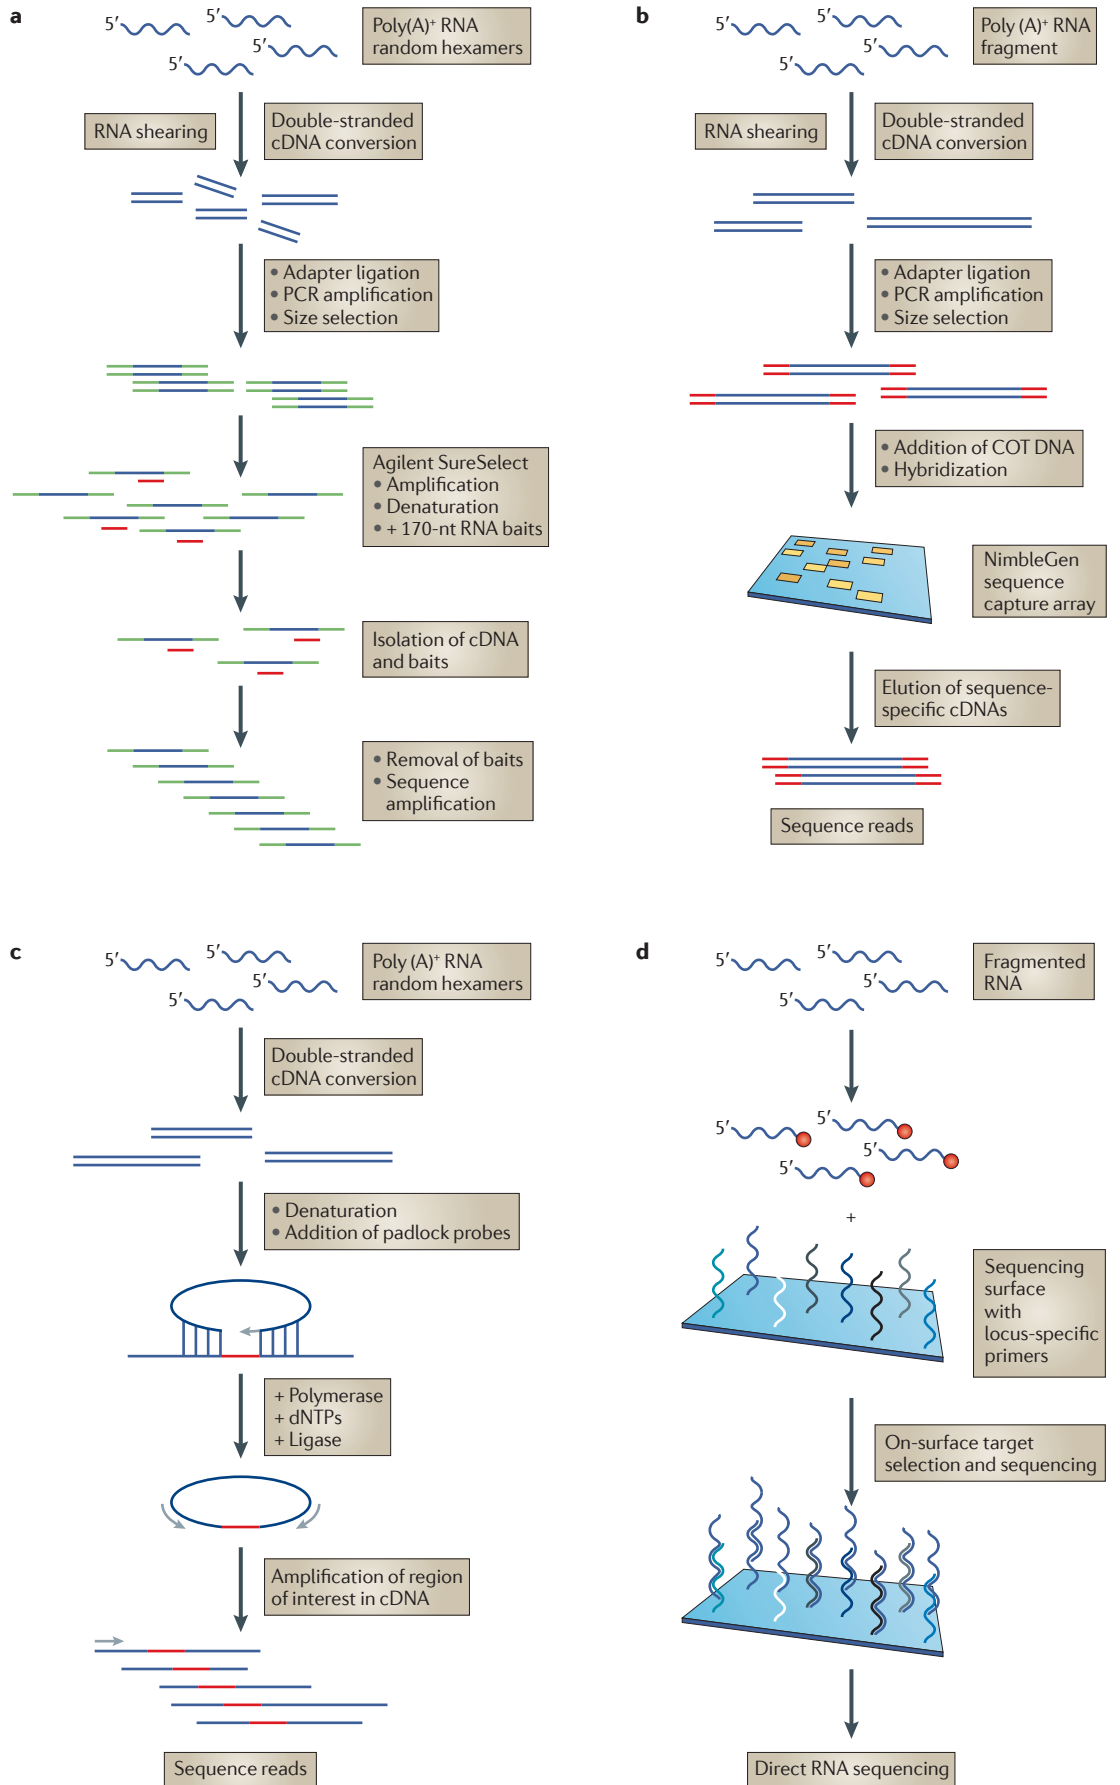 a
5′
5′
5′
5′
Poly(A)⁺ RNA
random hexamers
RNA shearing
Double-stranded
cDNA conversion
• Adapter ligation
• PCR amplification
• Size selection
Agilent SureSelect
• Amplification
• Denaturation
• + 170-nt RNA baits
Isolation of cDNA
and baits
• Removal of baits
• Sequence
amplification
b
5′
5′
5′
5′
Poly (A)⁺ RNA
fragment
RNA shearing
Double-stranded
cDNA conversion
• Adapter ligation
• PCR amplification
• Size selection
• Addition of COT DNA
• Hybridization
NimbleGen
sequence
capture array
Elution of sequence-
specific cDNAs
Sequence reads
c
5′
5′
5′
5′
Poly (A)⁺ RNA
random hexamers
Double-stranded
cDNA conversion
• Denaturation
• Addition of padlock probes
+ Polymerase
+ dNTPs
+ Ligase
Amplification of region
of interest in cDNA
Sequence reads
d
5′
5′
5′
5′
Fragmented
RNA
5′
5′
5′
5′
+
Sequencing
surface
with
locus-specific
primers
On-surface target
selection and sequencing
Direct RNA sequencing